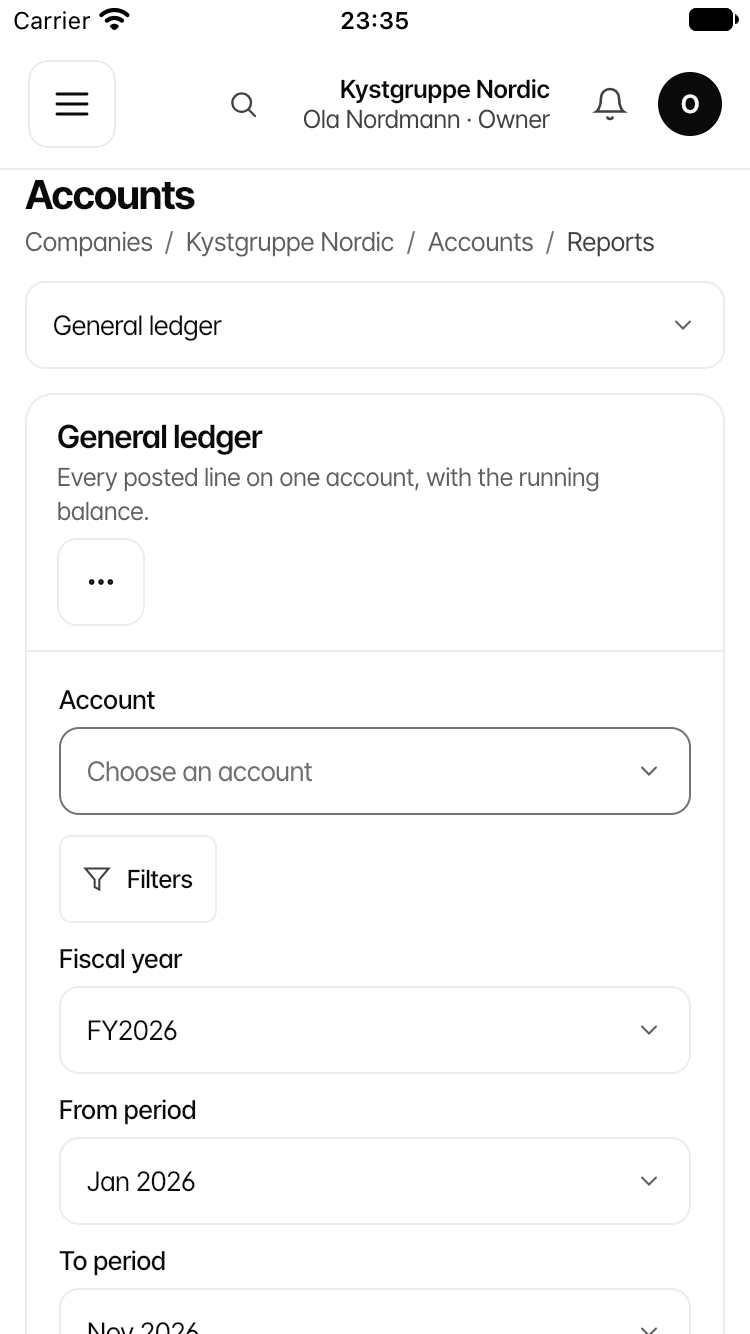 Carrier 23:35
Kystgruppe Nordic
Ola Nordmann · Owner
O
Accounts
Companies / Kystgruppe Nordic / Accounts / Reports
General ledger
General ledger
Every posted line on one account, with the running
balance.
Account
Choose an account
Filters
Fiscal year
FY2026
From period
Jan 2026
To period
Nov 2026